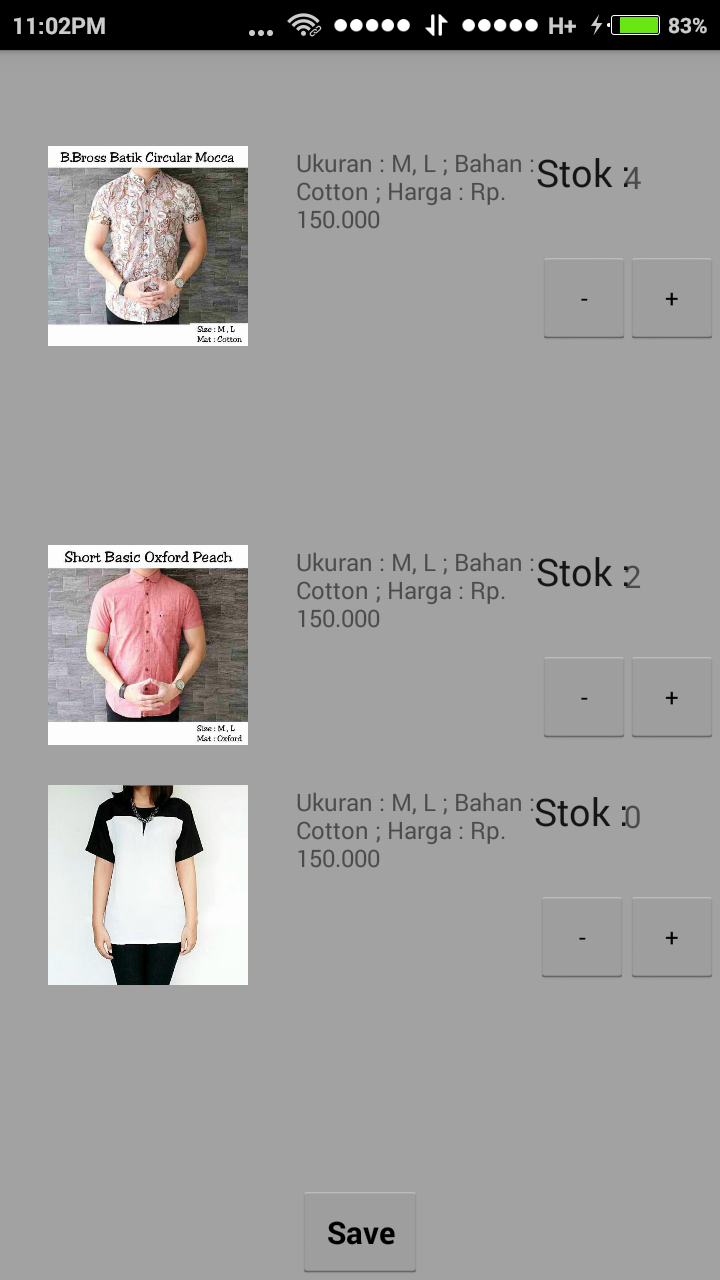 11:02PM
H+
83%
B.Bross Batik Circular Mocca
Size : M , L
Mat : Cotton
Ukuran : M, L ; Bahan :
Cotton ; Harga : Rp.
150.000
Stok :4
- +
Short Basic Oxford Peach
Size : M , L
Mat : Oxford
Ukuran : M, L ; Bahan :
Cotton ; Harga : Rp.
150.000
Stok :2
- +
Ukuran : M, L ; Bahan :
Cotton ; Harga : Rp.
150.000
Stok :0
- +
Save